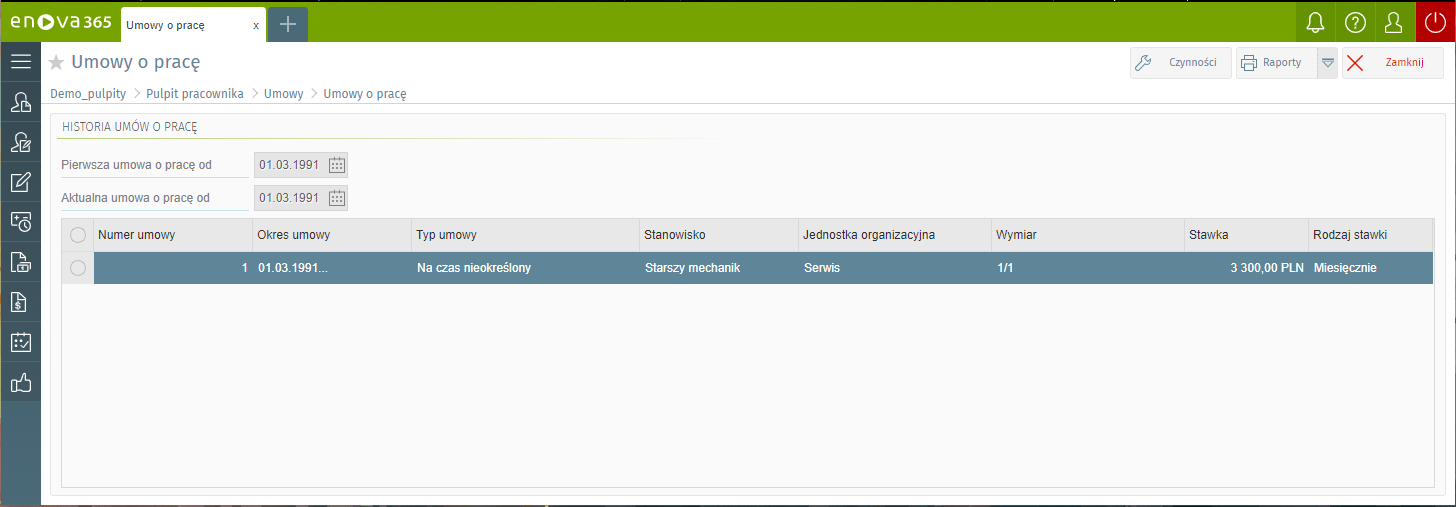 enova365 Umowy o pracę x
Umowy o pracę Czynności Raporty Zamknij
Demo_pulpity Pulpit pracownika Umowy Umowy o pracę
HISTORIA UMÓW O PRACĘ
Pierwsza umowa o pracę od 01.03.1991
Aktualna umowa o pracę od 01.03.1991
Numer umowy Okres umowy Typ umowy Stanowisko Jednostka organizacyjna Wymiar Stawka Rodzaj stawki
1 01.03.1991... Na czas nieokreślony Starszy mechanik Serwis 1/1 3 300,00 PLN Miesięcznie